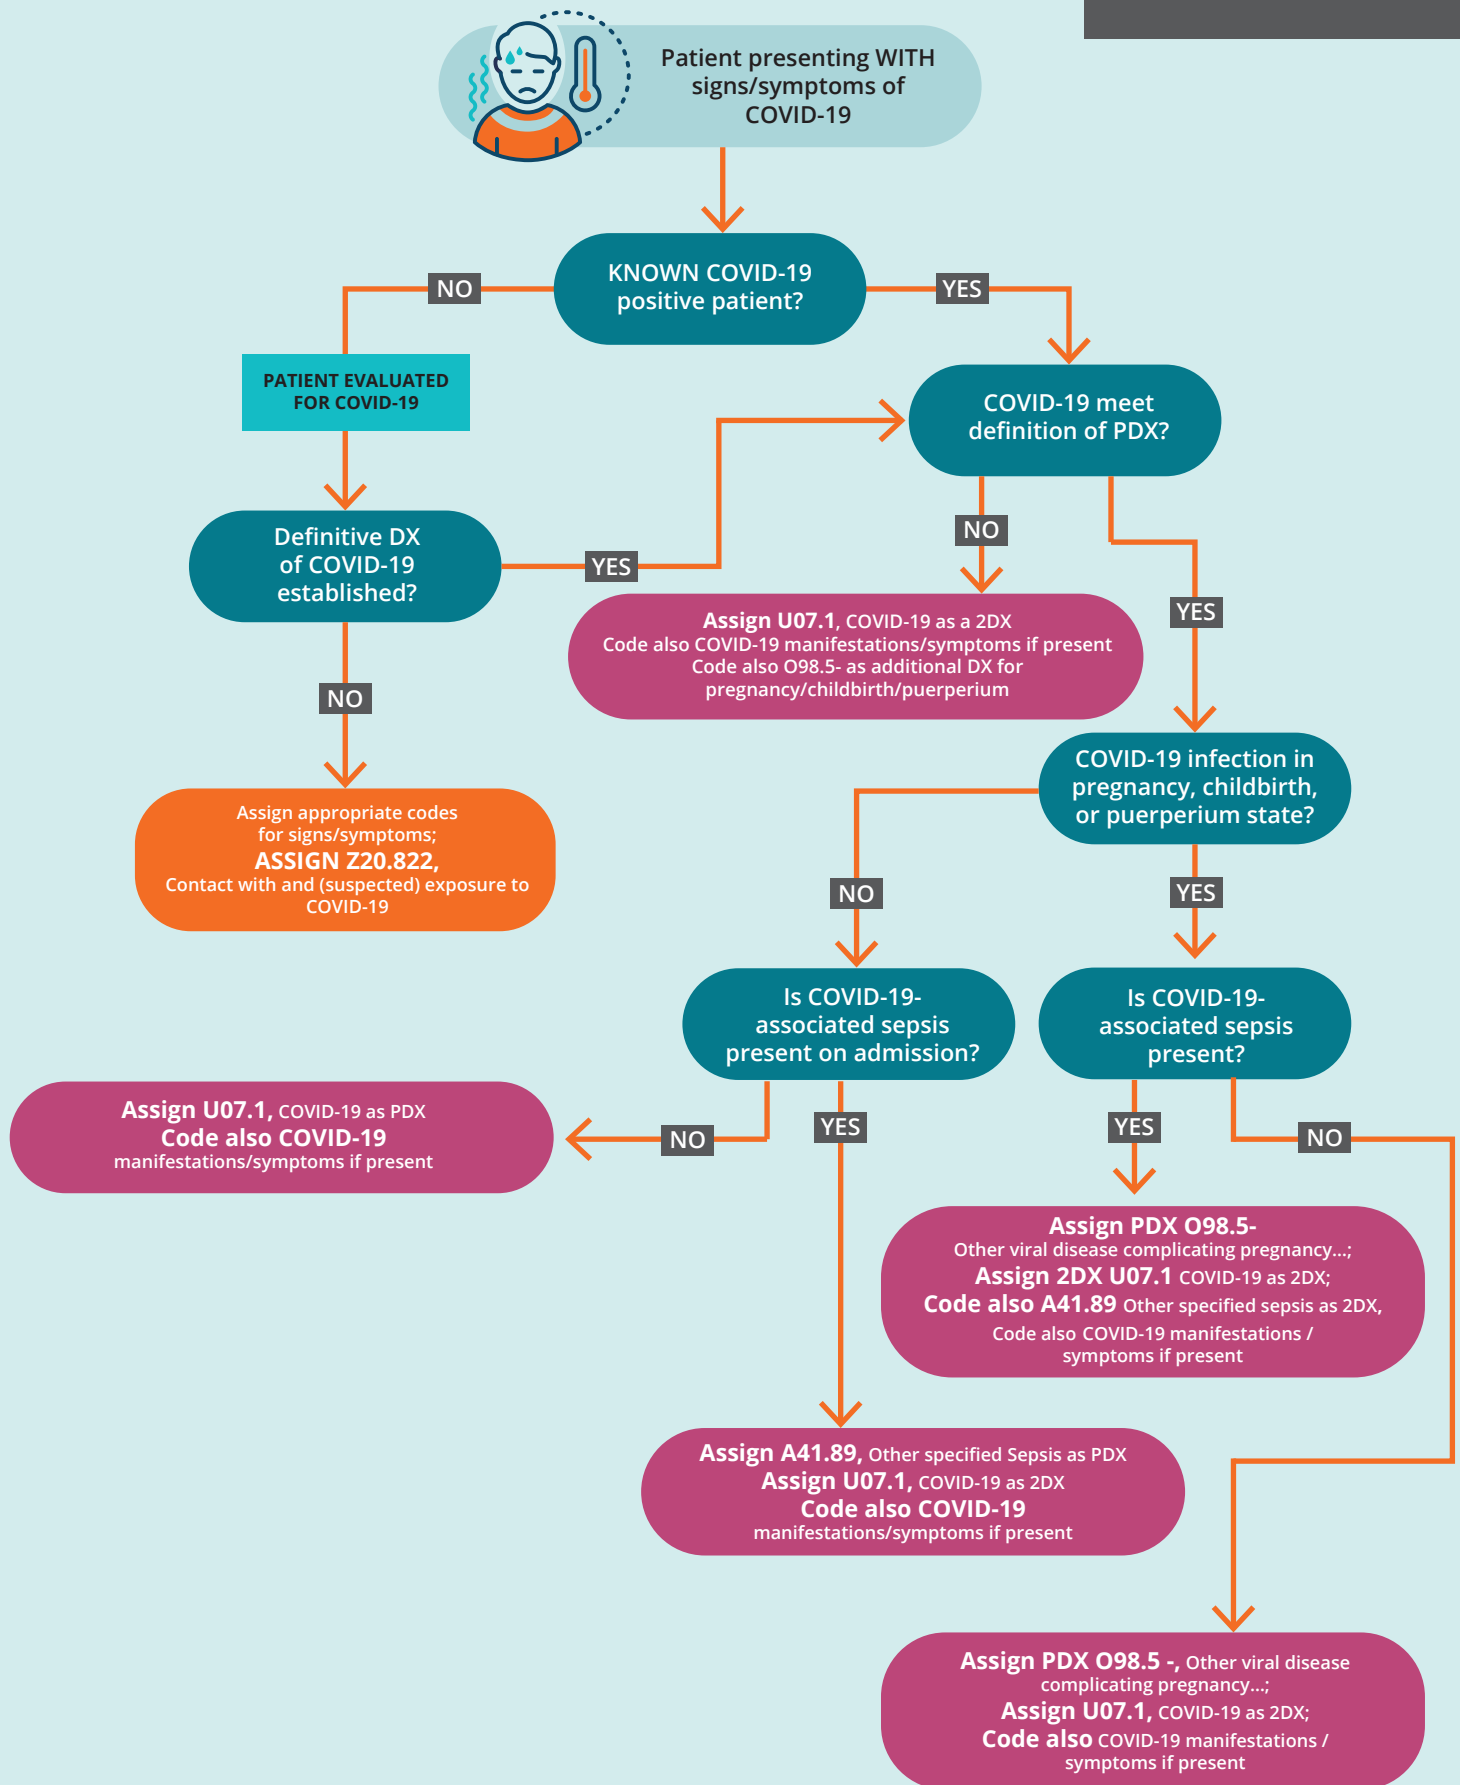 Patient presenting WITH
signs/symptoms of
COVID-19
KNOWN COVID-19
positive patient?
NO
YES
PATIENT EVALUATED
FOR COVID-19
COVID-19 meet
definition of PDX?
Definitive DX
of COVID-19
established?
YES
NO
YES
Assign U07.1, COVID-19 as a 2DX
Code also COVID-19 manifestations/symptoms if present
Code also O98.5- as additional DX for
pregnancy/childbirth/puerperium
NO
Assign appropriate codes
for signs/symptoms;
ASSIGN Z20.822,
Contact with and (suspected) exposure to
COVID-19
COVID-19 infection in
pregnancy, childbirth,
or puerperium state?
NO
YES
Is COVID-19-
associated sepsis
present on admission?
Is COVID-19-
associated sepsis
present?
Assign U07.1, COVID-19 as PDX
Code also COVID-19
manifestations/symptoms if present
NO
YES
YES
NO
Assign PDX O98.5-
Other viral disease complicating pregnancy...;
Assign 2DX U07.1 COVID-19 as 2DX;
Code also A41.89 Other specified sepsis as 2DX,
Code also COVID-19 manifestations /
symptoms if present
Assign A41.89, Other specified Sepsis as PDX
Assign U07.1, COVID-19 as 2DX
Code also COVID-19
manifestations/symptoms if present
Assign PDX O98.5 -, Other viral disease
complicating pregnancy...;
Assign U07.1, COVID-19 as 2DX;
Code also COVID-19 manifestations /
symptoms if present